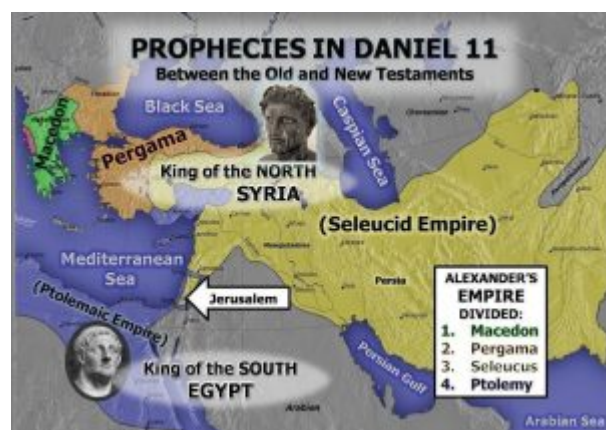 PROPHECIES IN DANIEL 11
Between the Old and New Testaments
Black Sea
Caspian Sea
Macedon
Pergama
King of the NORTH
SYRIA
(Seleucid Empire)
Mediterranean
Sea
Persia
(Ptolemaic Empire)
Jerusalem
ALEXANDER'S
EMPIRE
DIVIDED:
1. Macedon
2. Pergama
3. Seleucus
4. Ptolemy
King of the SOUTH
EGYPT
Persian Gulf
Arabian
Arabian Sea